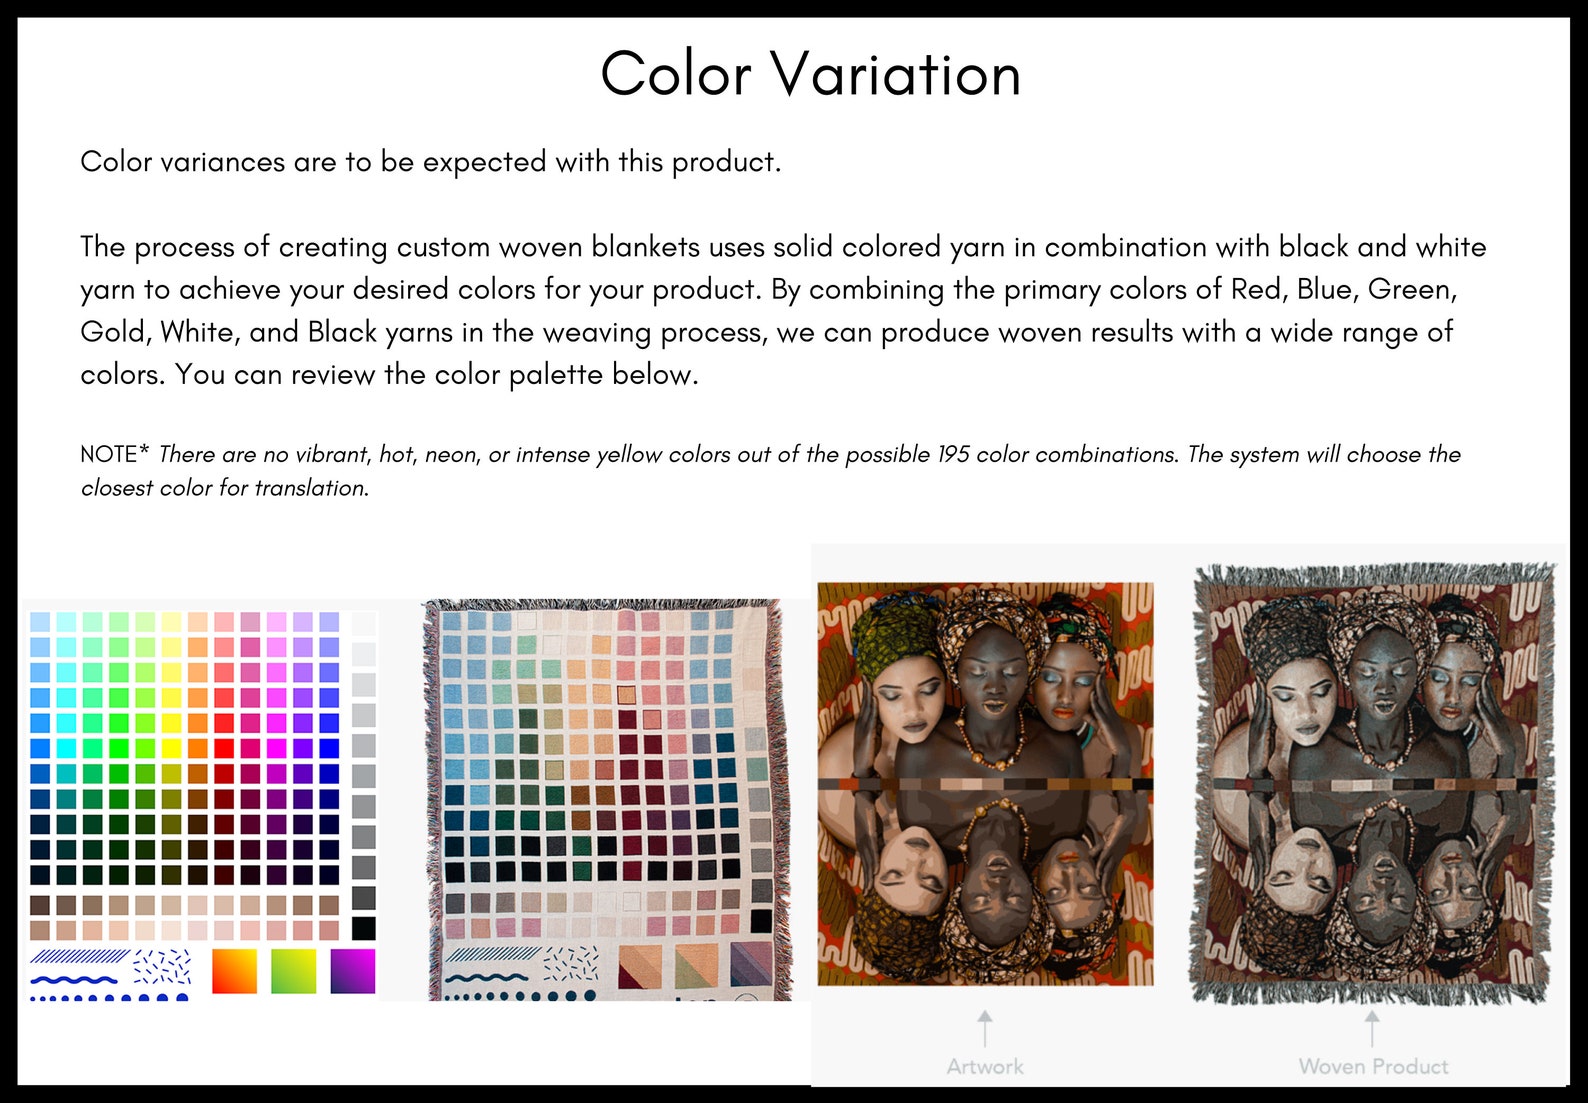 Color Variation
Color variances are to be expected with this product.
The process of creating custom woven blankets uses solid colored yarn in combination with black and white
yarn to achieve your desired colors for your product. By combining the primary colors of Red, Blue, Green,
Gold, White, and Black yarns in the weaving process, we can produce woven results with a wide range of
colors. You can review the color palette below.
NOTE* There are no vibrant, hot, neon, or intense yellow colors out of the possible 195 color combinations. The system will choose the
closest color for translation.
Artwork
Woven Product